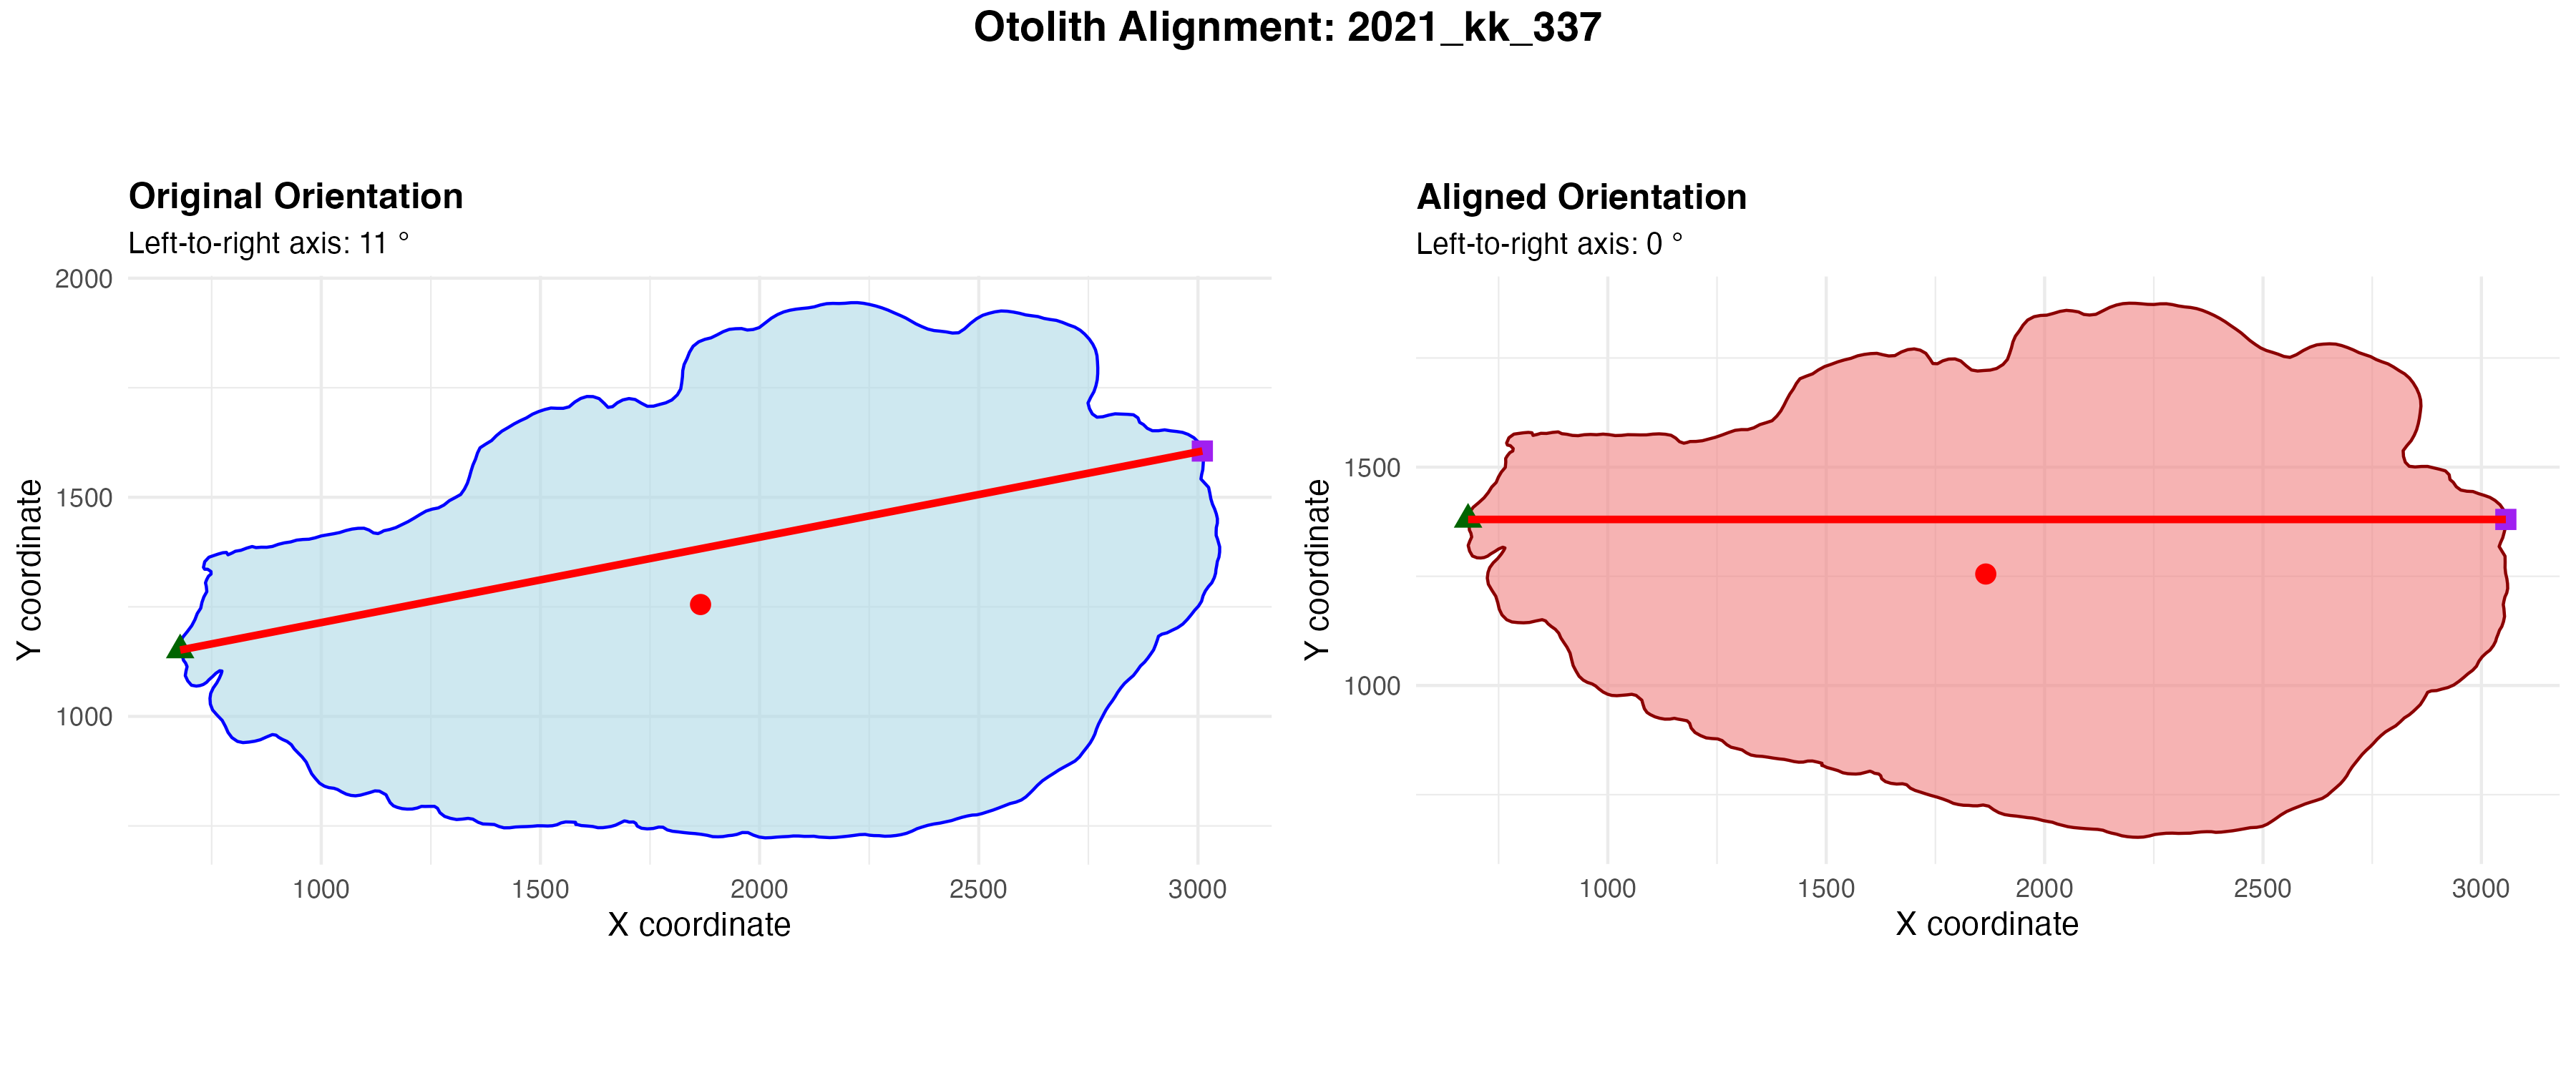 Otolith Alignment: 2021_kk_337
Original Orientation
Left-to-right axis: 11 °
2000
1500
1000
Y coordinate
1000 1500 2000 2500 3000
X coordinate
Aligned Orientation
Left-to-right axis: 0 °
1500
1000
Y coordinate
1000 1500 2000 2500 3000
X coordinate